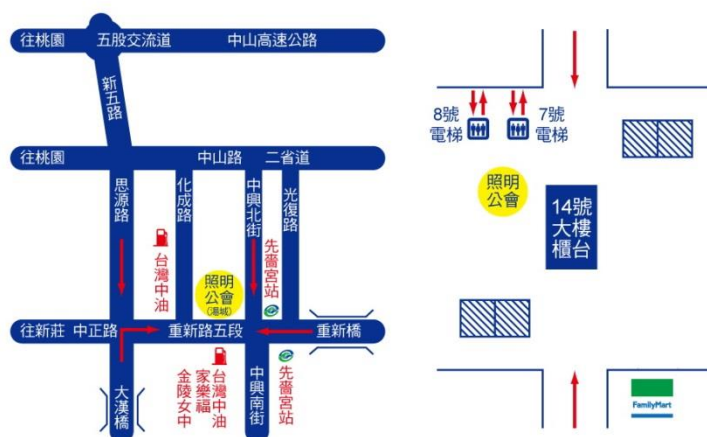 往桃園 五股交流道 中山高速公路
新五路
往桃園 中山路 二省道
思源路
化成路
中興北街
光復路
台灣中油
照明
公會
(湯城)
先嗇宮站
往新莊 中正路 重新路五段 重新橋
大漢橋
台灣中油
家樂福
金陵女中
中興南街
先嗇宮站
8號
電梯
7號
電梯
照明
公會
14號
大樓
櫃台
FamilyMart